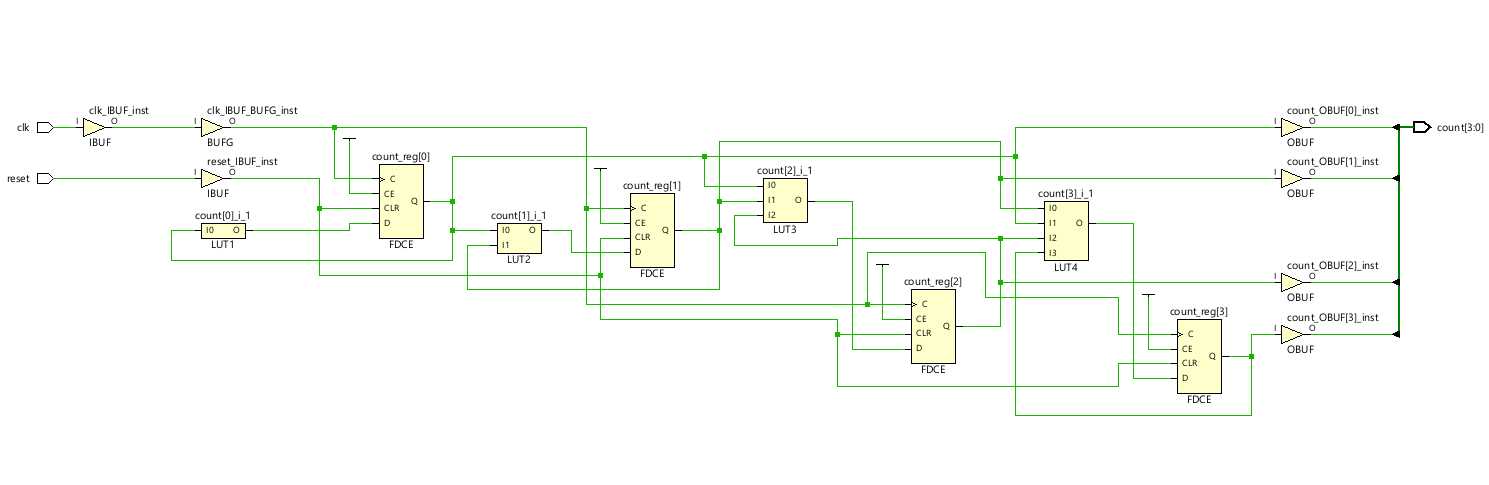 clk
clk_IBUF_inst
I
O
IBUF
clk_IBUF_BUFG_inst
I
O
BUFG
reset
reset_IBUF_inst
I
O
IBUF
count[0]_i_1
I0
O
LUT1
count_reg[0]
C
CE
CLR
D
Q
FDCE
count[1]_i_1
I0
I1
O
LUT2
count_reg[1]
C
CE
CLR
D
Q
FDCE
count[2]_i_1
I0
I1
I2
O
LUT3
count_reg[2]
C
CE
CLR
D
Q
FDCE
count[3]_i_1
I0
I1
I2
I3
O
LUT4
count_reg[3]
C
CE
CLR
D
Q
FDCE
count_OBUF[0]_inst
I
O
OBUF
count_OBUF[1]_inst
I
O
OBUF
count_OBUF[2]_inst
I
O
OBUF
count_OBUF[3]_inst
I
O
OBUF
count[3:0]